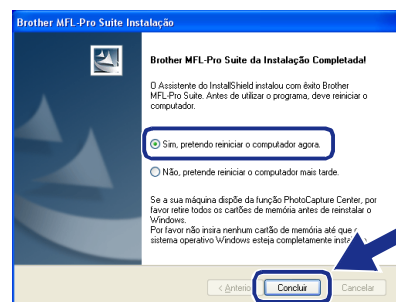 Brother MFL-Pro Suite Instalação
Brother MFL-Pro Suite da Instalação Completada!
O Assistente do InstallShield instalou com êxito Brother
MFL-Pro Suite. Antes de utilizar o programa, deve reiniciar o
computador.
Sim, pretendo reiniciar o computador agora.
Não, pretende reiniciar o computador mais tarde.
Se a sua máquina dispõe da função PhotoCapture Center, por
favor retire todos os cartões de memória antes de reinstalar o
Windows.
Por favor não insira nenhum cartão de memória até que o
sistema operativo Windows esteja completamente
< Anterio Concluir Cancelar